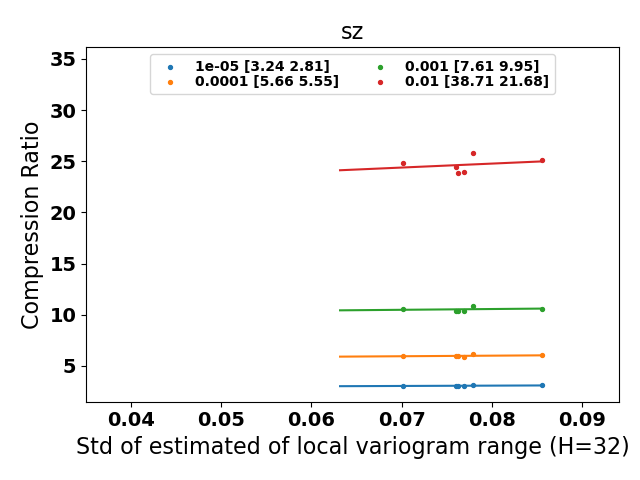 sz
1e-05 [3.24 2.81]
0.0001 [5.66 5.55]
0.001 [7.61 9.95]
0.01 [38.71 21.68]
Compression Ratio
35
30
25
20
15
10
5
0.04 0.05 0.06 0.07 0.08 0.09
Std of estimated of local variogram range (H=32)